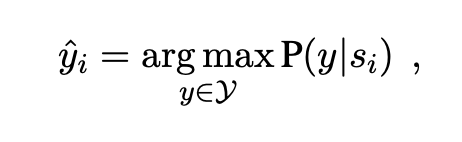 ŷᵢ = arg max P(y|sᵢ) ,
y∈𝒴